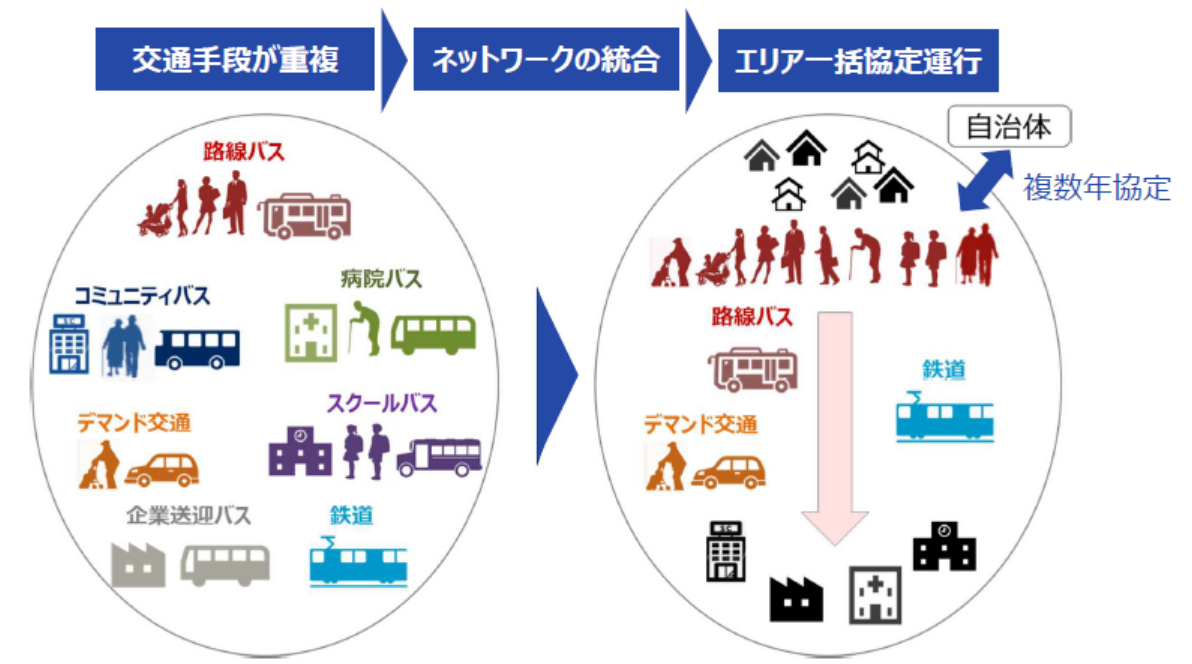 交通手段が重複
ネットワークの統合
エリア一括協定運行
自治体
複数年協定
路線バス
コミュニティバス
SC
病院バス
デマンド交通
スクールバス
企業送迎バス
鉄道
路線バス
鉄道
デマンド交通
SC